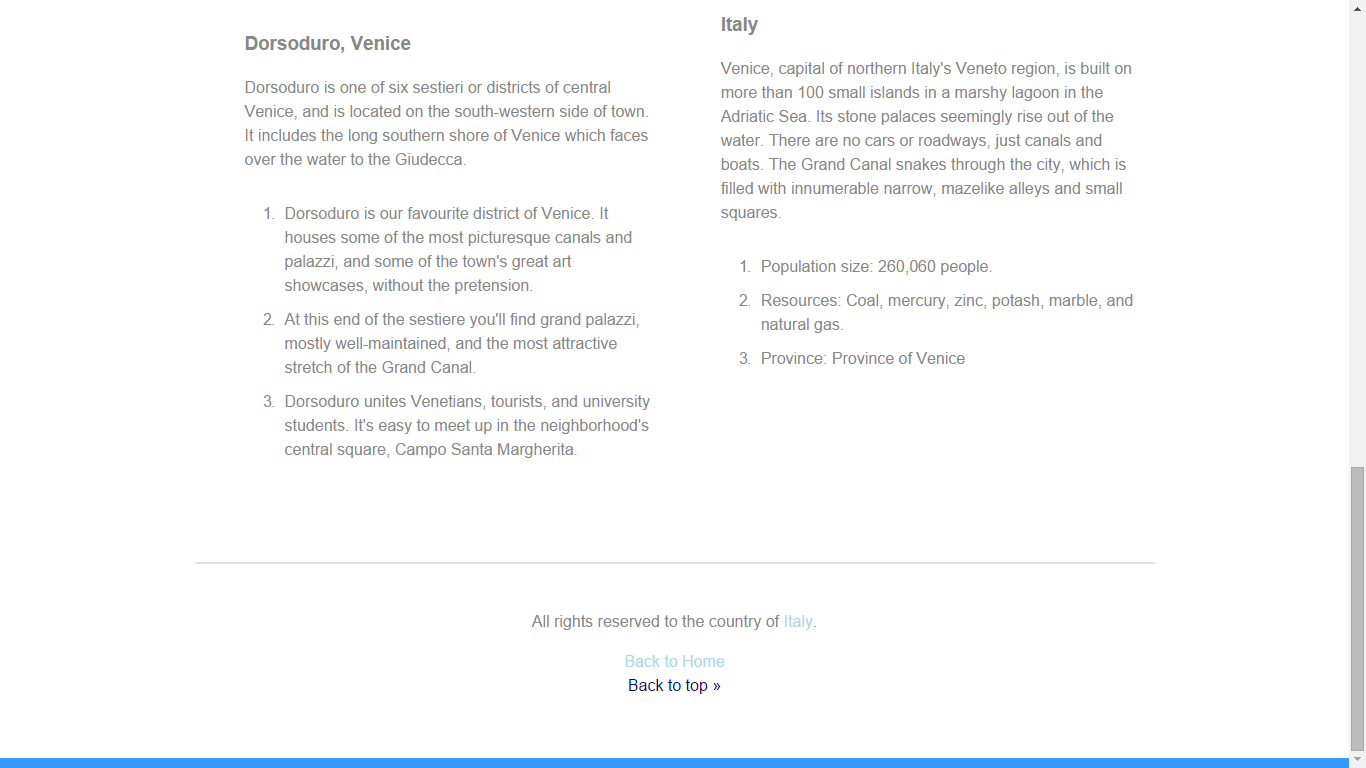 Dorsoduro, Venice
Dorsoduro is one of six sestieri or districts of central
Venice, and is located on the south-western side of town.
It includes the long southern shore of Venice which faces
over the water to the Giudecca.
1. Dorsoduro is our favourite district of Venice. It
houses some of the most picturesque canals and
palazzi, and some of the town's great art
showcases, without the pretension.
2. At this end of the sestiere you'll find grand palazzi,
mostly well-maintained, and the most attractive
stretch of the Grand Canal.
3. Dorsoduro unites Venetians, tourists, and university
students. It's easy to meet up in the neighborhood's
central square, Campo Santa Margherita.
Italy
Venice, capital of northern Italy's Veneto region, is built on
more than 100 small islands in a marshy lagoon in the
Adriatic Sea. Its stone palaces seemingly rise out of the
water. There are no cars or roadways, just canals and
boats. The Grand Canal snakes through the city, which is
filled with innumerable narrow, mazelike alleys and small
squares.
1. Population size: 260,060 people.
2. Resources: Coal, mercury, zinc, potash, marble, and
natural gas.
3. Province: Province of Venice
All rights reserved to the country of Italy.
Back to Home
Back to top »